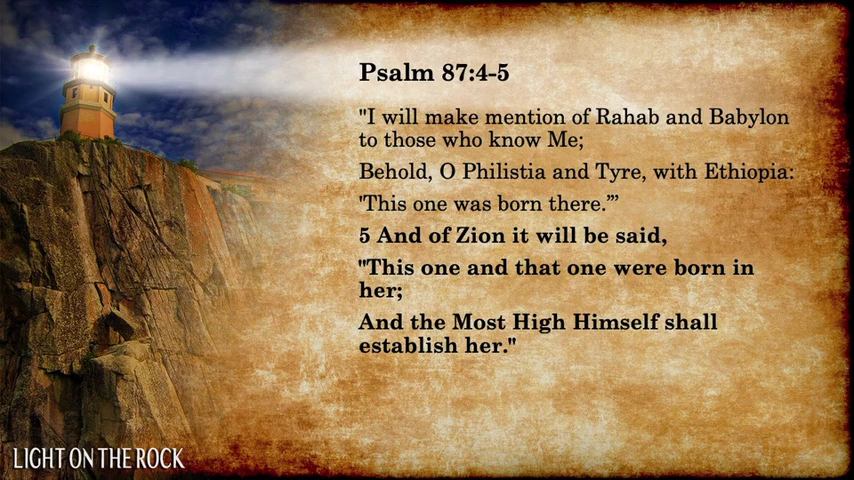 Psalm 87:4-5
"I will make mention of Rahab and Babylon
to those who know Me;
Behold, O Philistia and Tyre, with Ethiopia:
'This one was born there.'"
5 And of Zion it will be said,
"This one and that one were born in
her;
And the Most High Himself shall
establish her."
LIGHT ON THE ROCK